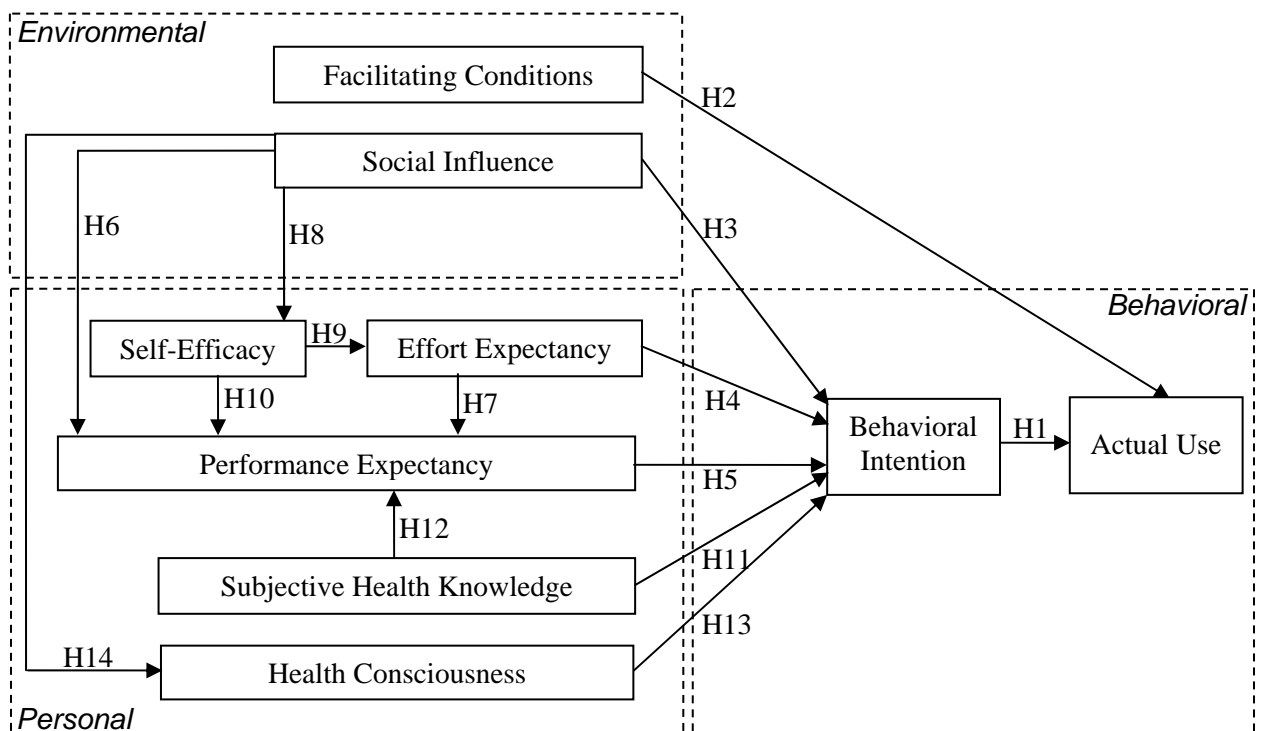 Environmental
Facilitating Conditions
H2
Social Influence
H6
H8
H3
Behavioral
Self-Efficacy
H9
Effort Expectancy
H10
H7
H4
Behavioral
Intention
H1
Actual Use
Performance Expectancy
H5
H12
H11
Subjective Health Knowledge
H13
H14
Health Consciousness
Personal